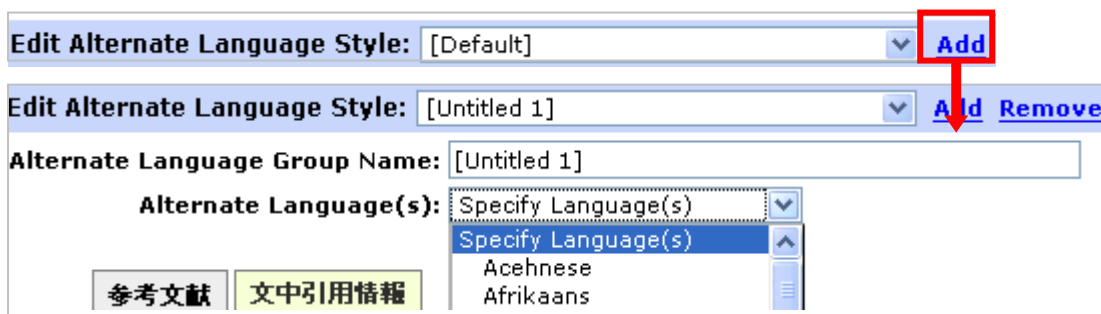 Edit Alternate Language Style: [Default] Add
Edit Alternate Language Style: [Untitled 1] Add Remove
Alternate Language Group Name: [Untitled 1]
Alternate Language(s): Specify Language(s)
Specify Language(s)
Acehnese
参考文献 文中引用情報 Afrikaans